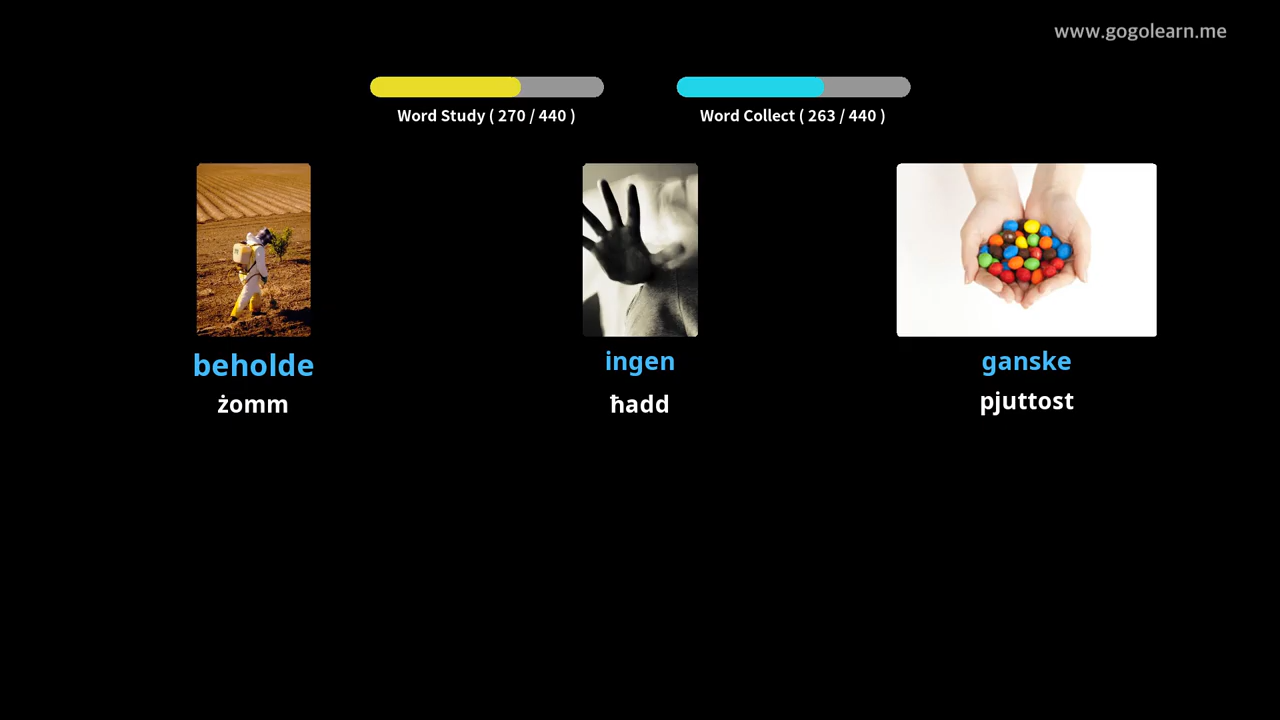 www.gogolearn.me
Word Study ( 270 / 440 )
Word Collect ( 263 / 440 )
beholde
żomm
ingen
ħadd
ganske
pjuttost